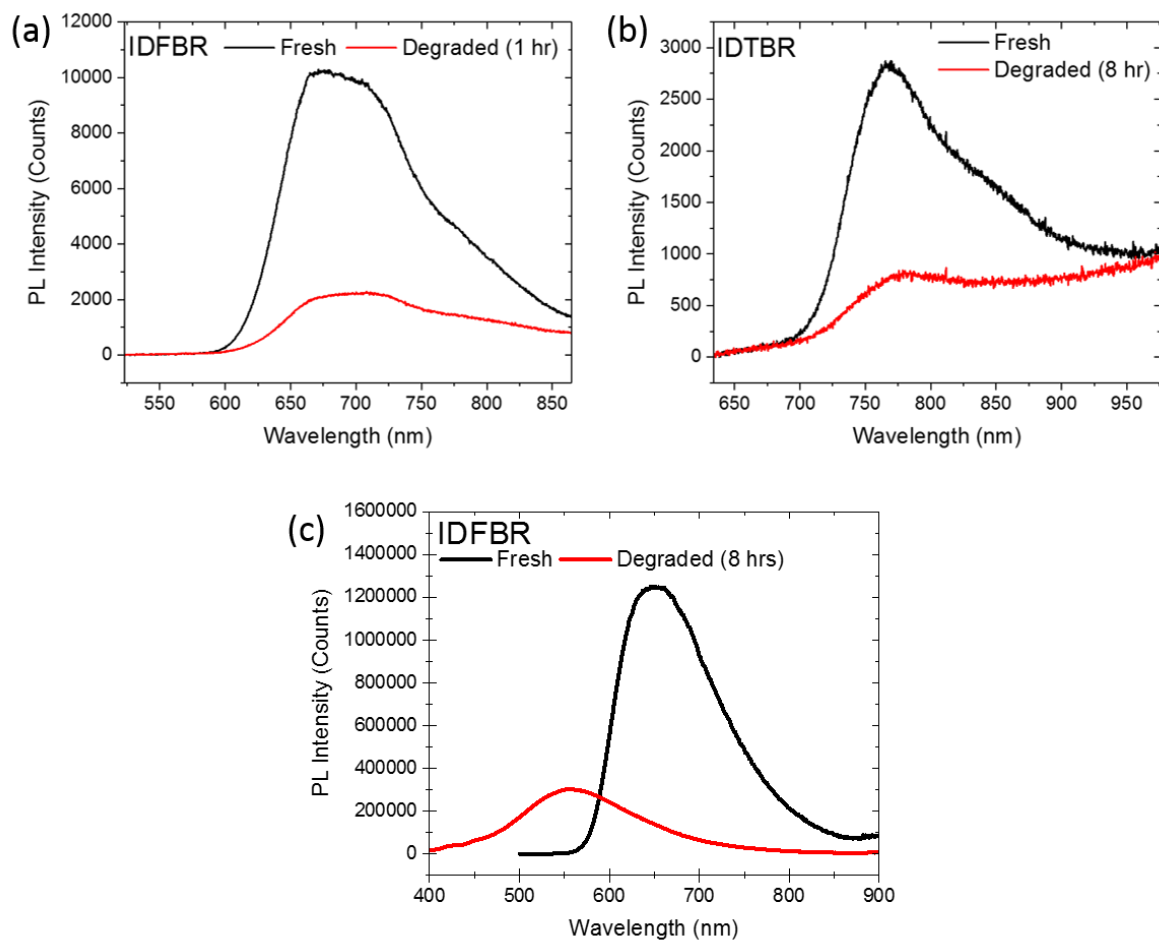 (a)
IDFBR
Fresh
Degraded (1 hr)
PL Intensity (Counts)
12000
10000
8000
6000
4000
2000
0
550 600 650 700 750 800 850
Wavelength (nm)
(b)
IDTBR
Fresh
Degraded (8 hr)
PL Intensity (Counts)
3000
2500
2000
1500
1000
500
0
650 700 750 800 850 900 950
Wavelength (nm)
(c)
IDFBR
Fresh
Degraded (8 hrs)
PL Intensity (Counts)
1600000
1400000
1200000
1000000
800000
600000
400000
200000
0
400 500 600 700 800 900
Wavelength (nm)